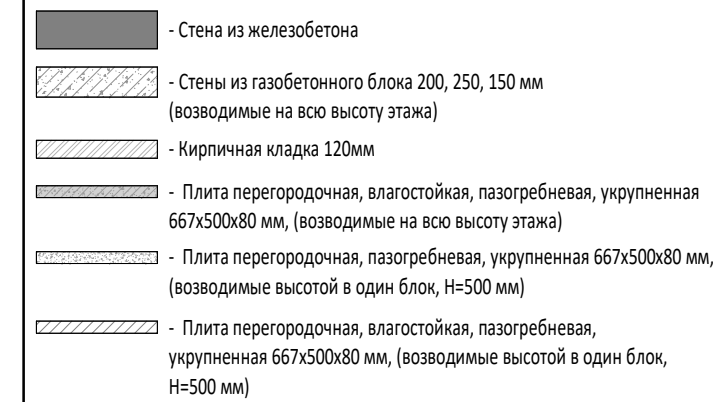 - Стена из железобетона
- Стены из газобетонного блока 200, 250, 150 мм
(возводимые на всю высоту этажа)
- Кирпичная кладка 120мм
- Плита перегородочная, влагостойкая, пазогребневая, укрупненная
667х500х80 мм, (возводимые на всю высоту этажа)
- Плита перегородочная, пазогребневая, укрупненная 667х500х80 мм,
(возводимые высотой в один блок, Н=500 мм)
- Плита перегородочная, влагостойкая, пазогребневая,
укрупненная 667х500х80 мм, (возводимые высотой в один блок,
Н=500 мм)